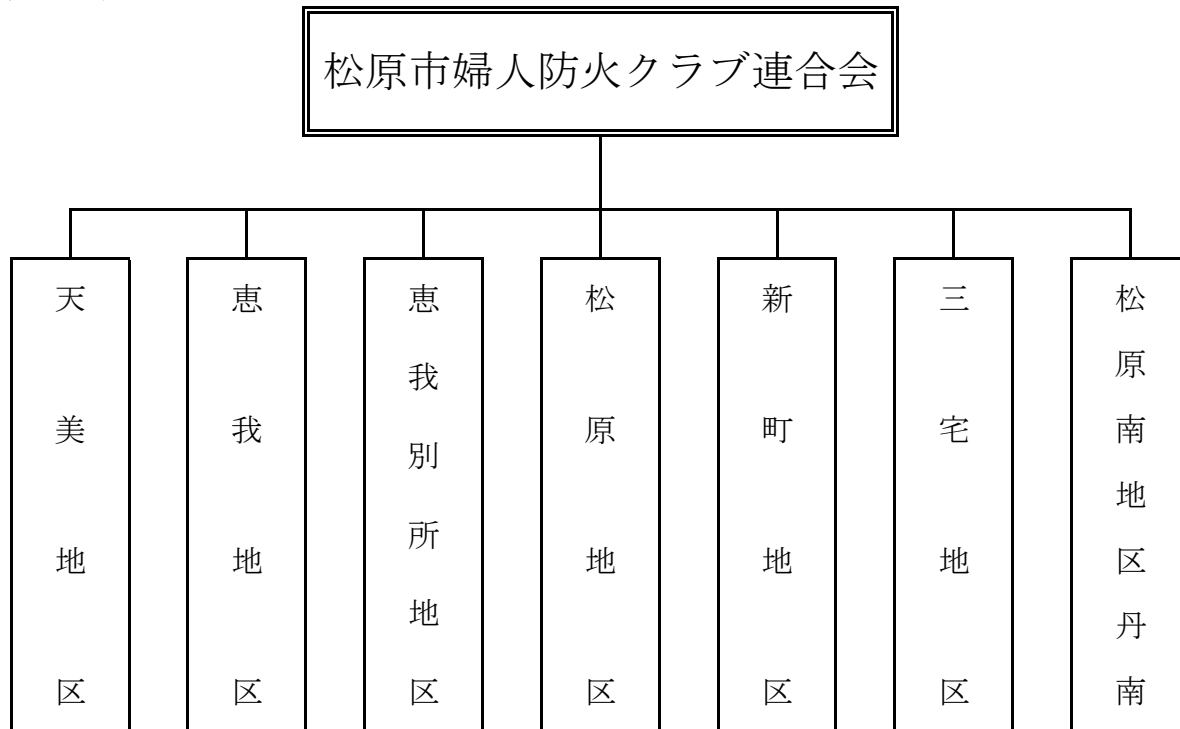 松原市婦人防火クラブ連合会
天美地区
恵我地区
恵我別所地区
松原地区
新町地区
三宅地区
松原南地区丹南